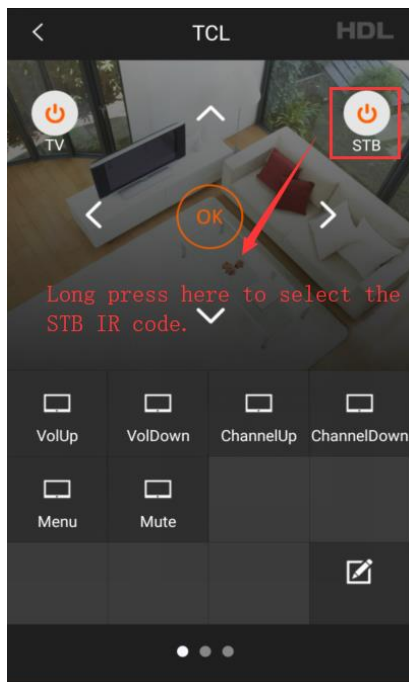 TCL
HDL
TV
STB
OK
Long press here to select the
STB IR code.
VolUp
VolDown
ChannelUp
ChannelDown
Menu
Mute